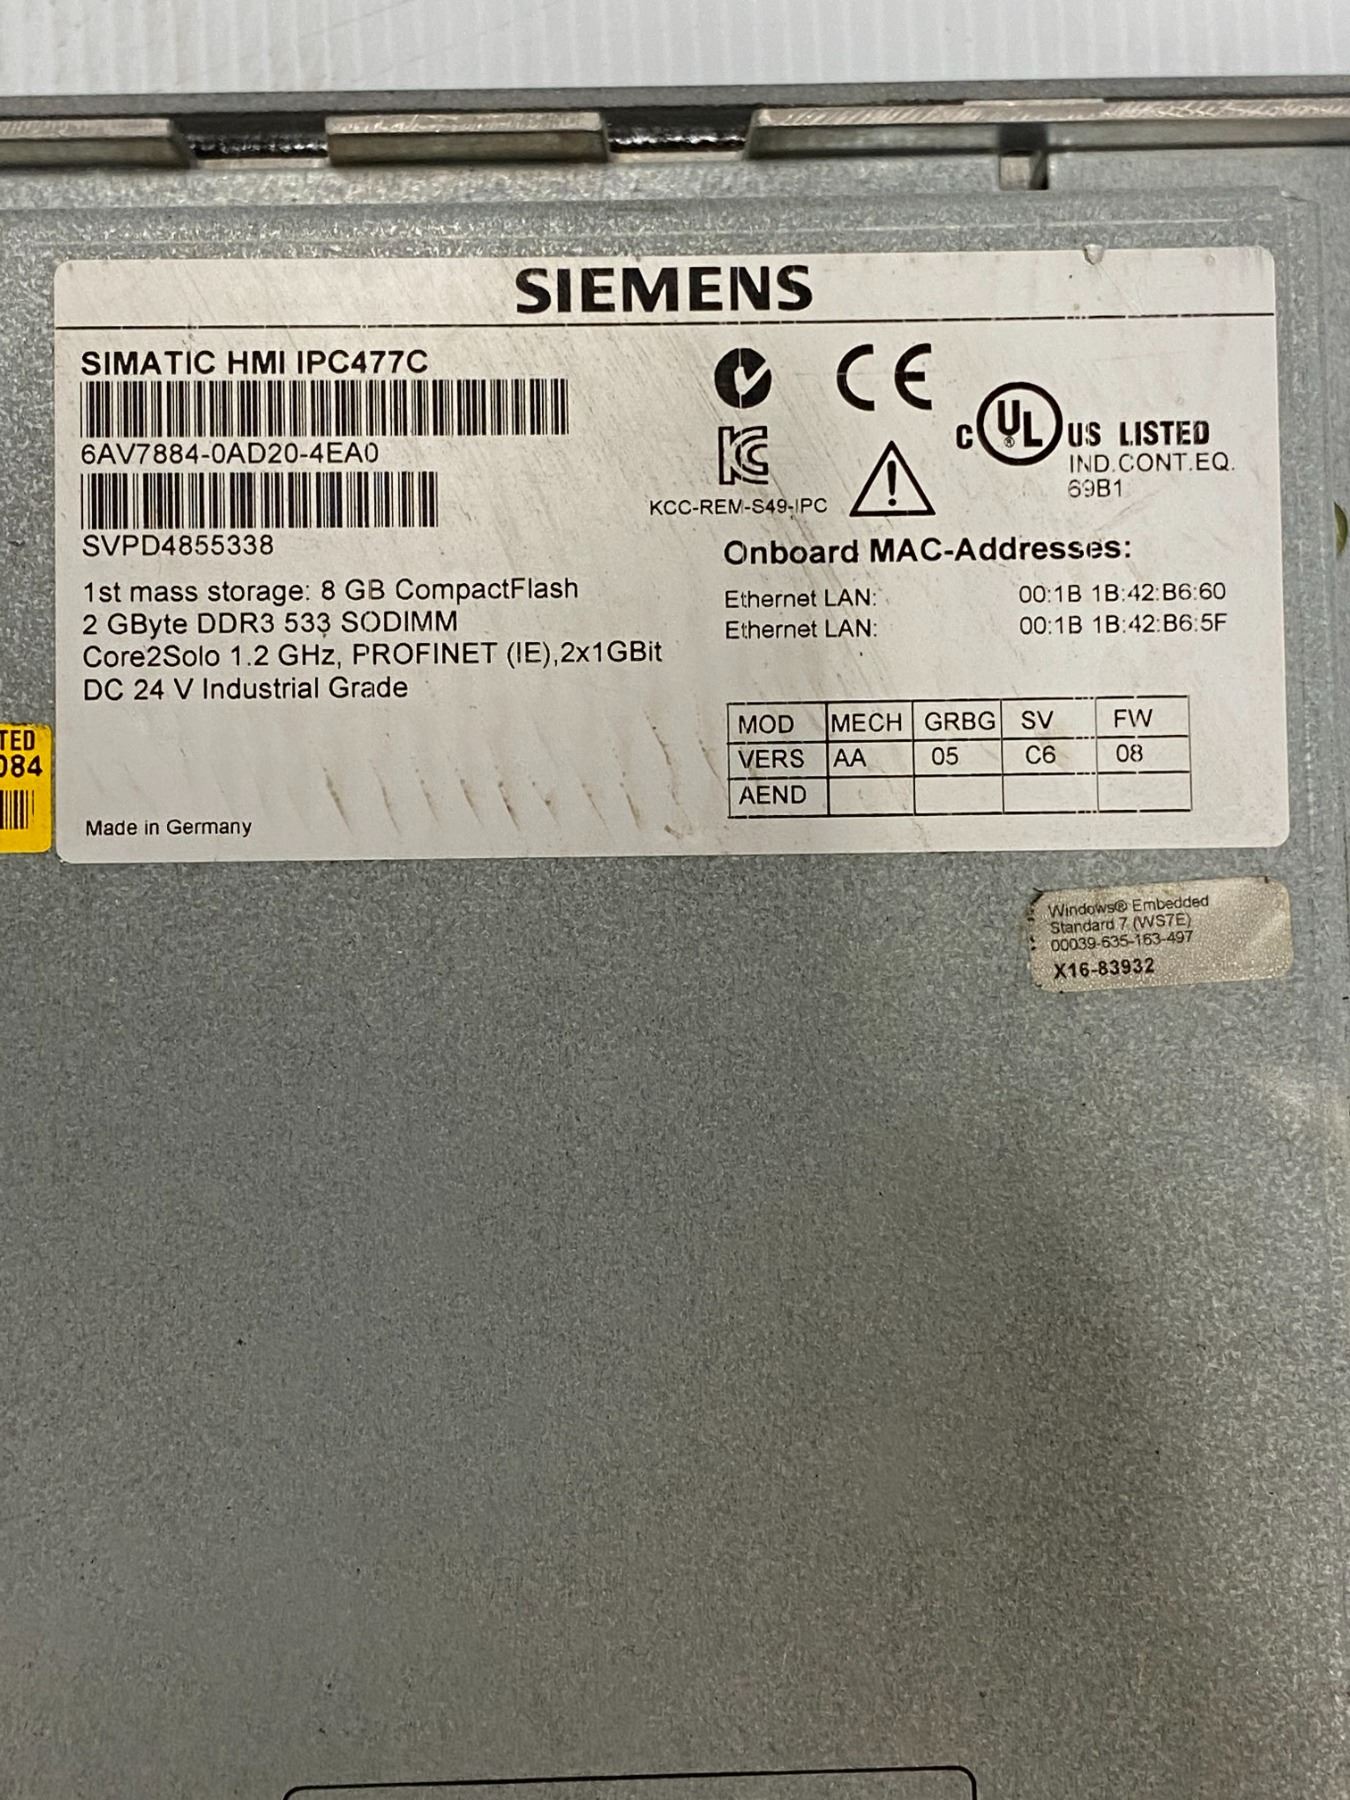 SIEMENS
SIMATIC HMI IPC477C
6AV7884-0AD20-4EA0
SVPD4855338
1st mass storage: 8 GB CompactFlash
2 GByte DDR3 533 SODIMM
Core2Solo 1.2 GHz, PROFINET (IE),2x1GBit
DC 24 V Industrial Grade
Made in Germany
CE
KCC-REM-S49-IPC
C UL ® US LISTED
IND.CONT.EQ.
69B1
Onboard MAC-Addresses:
Ethernet LAN: 00:1B 1B:42:B6:60
Ethernet LAN: 00:1B 1B:42:B6:5F
MOD MECH GRBG SV FW
VERS AA 05 C6 08
AEND
TED
084
Windows® Embedded
Standard 7 (WS7E)
00039-635-163-497
X16-83932